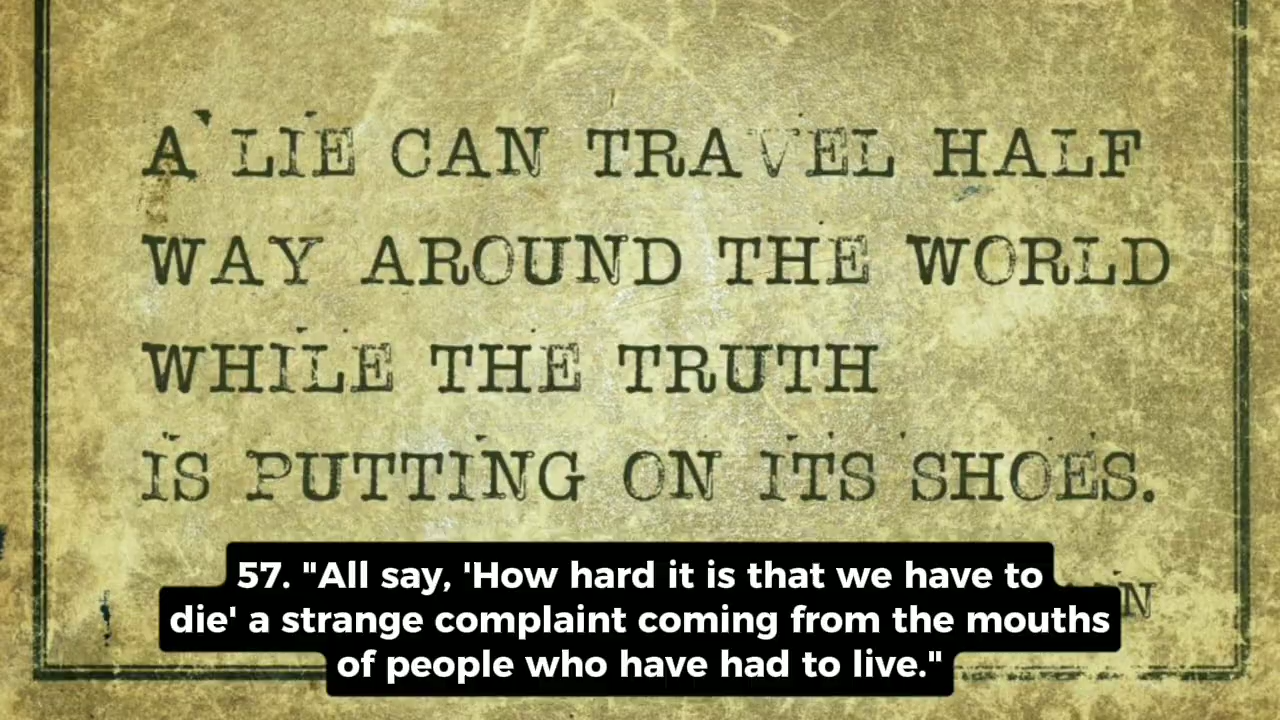 A LIE CAN TRAVEL HALF
WAY AROUND THE WORLD
WHILE THE TRUTH
IS PUTTING ON ITS SHOES.
57. "All say, 'How hard it is that we have to
die' a strange complaint coming from the mouths
of people who have had to live."